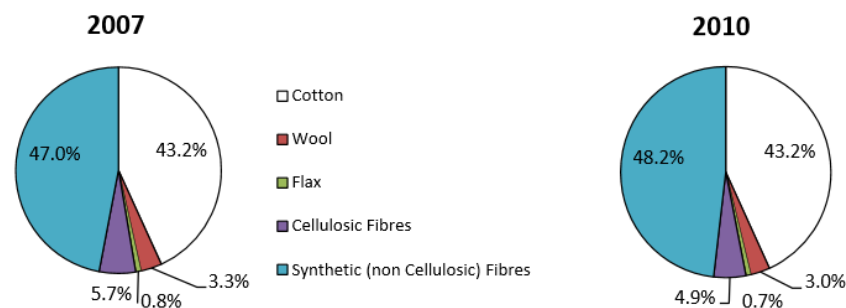 2007
47.0%
43.2%
5.7%
0.8%
3.3%
Cotton
Wool
Flax
Cellulosic Fibres
Synthetic (non Cellulosic) Fibres
2010
48.2%
43.2%
4.9%
0.7%
3.0%